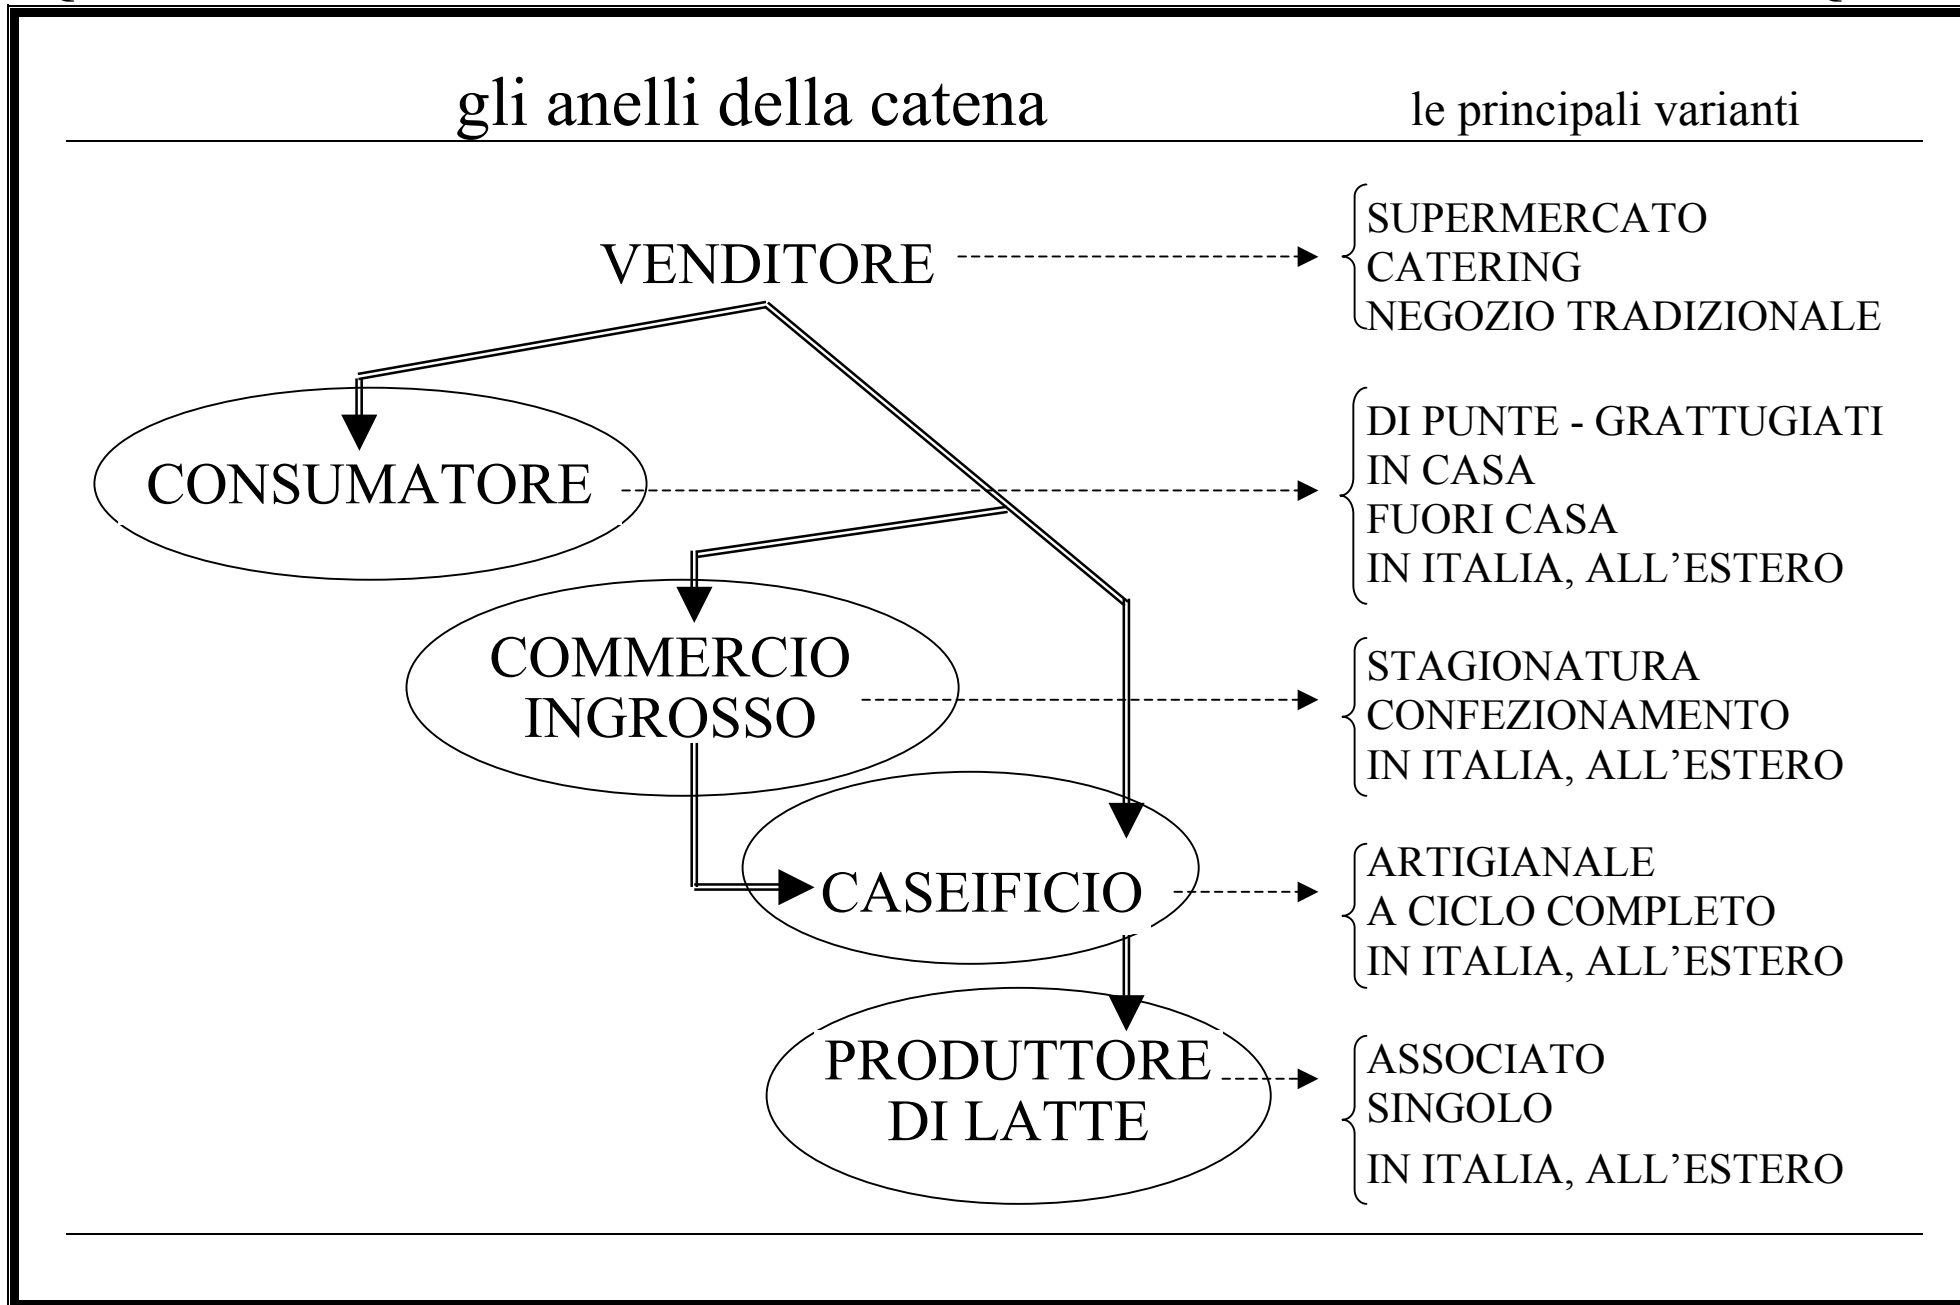 gli anelli della catena
le principali varianti
VENDITORE
SUPERMERCATO
CATERING
NEGOZIO TRADIZIONALE
CONSUMATORE
DI PUNTE - GRATTUGIATI
IN CASA
FUORI CASA
IN ITALIA, ALL’ESTERO
COMMERCIO
INGROSSO
STAGIONATURA
CONFEZIONAMENTO
IN ITALIA, ALL’ESTERO
CASEIFICIO
ARTIGIANALE
A CICLO COMPLETO
IN ITALIA, ALL’ESTERO
PRODUTTORE
DI LATTE
ASSOCIATO
SINGOLO
IN ITALIA, ALL’ESTERO